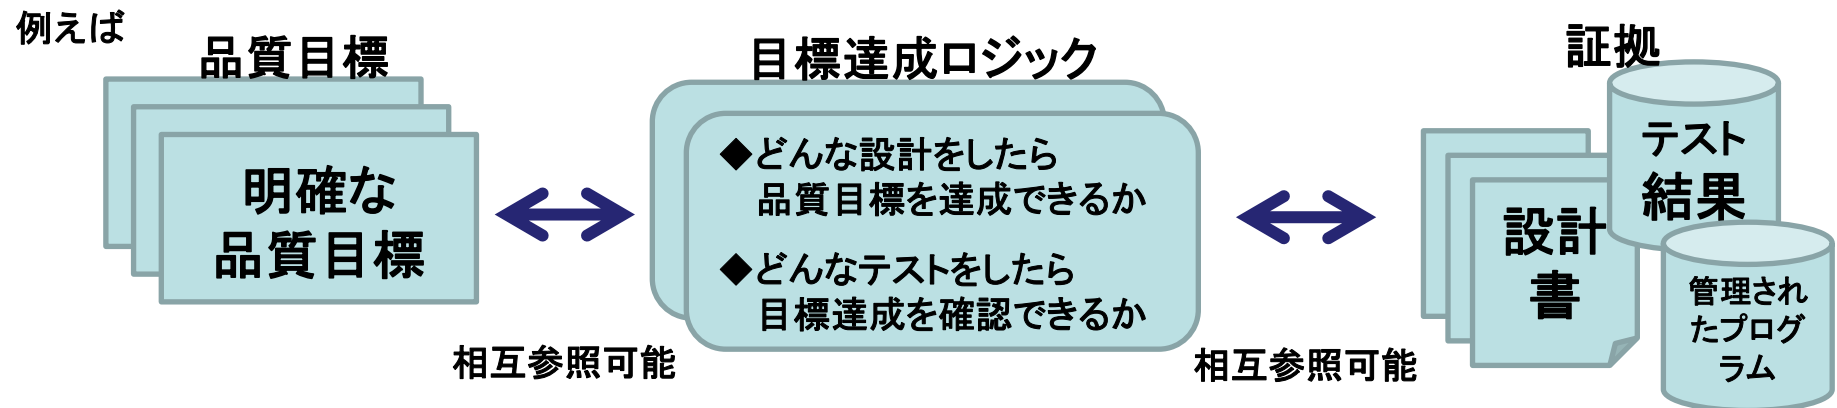 例えば
品質目標
明確な
品質目標
相互参照可能
目標達成ロジック
◆どんな設計をしたら
品質目標を達成できるか
◆どんなテストをしたら
目標達成を確認できるか
相互参照可能
証拠
テスト
結果
設計
書
管理され
たプログ
ラム